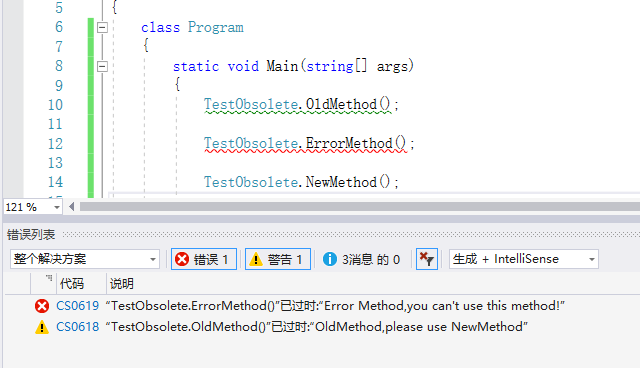 5 {
6 class Program
7 {
8 static void Main(string[] args)
9 {
10 TestObsolete.OldMethod();
11
12 TestObsolete.ErrorMethod();
13
14 TestObsolete.NewMethod();
121 %
错误列表
整个解决方案 错误 1 警告 1 3消息 的 0 生成 + IntelliSense
代码 说明
CS0619 “TestObsolete.ErrorMethod()”已过时:“Error Method,you can't use this method!”
CS0618 “TestObsolete.OldMethod()”已过时:“OldMethod,please use NewMethod”